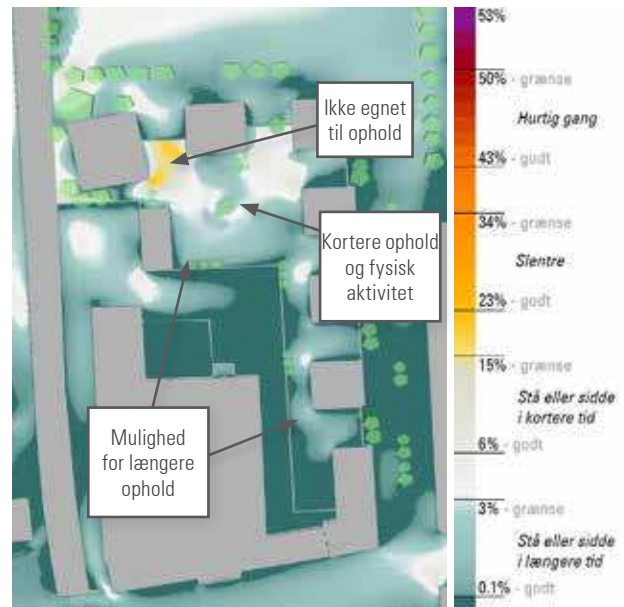 Ikke egnet
til ophold
Kortere ophold
og fysisk
aktivitet
Mulighed
for længere
ophold
53%
50% - grænse
Hurtig gang
43% - godt
34% - grænse
Slentre
23% - godt
15% - grænse
Stå eller sidde
i kortere tid
6% - godt
3% - grænse
Stå eller sidde
i længere tid
0.1% - godt